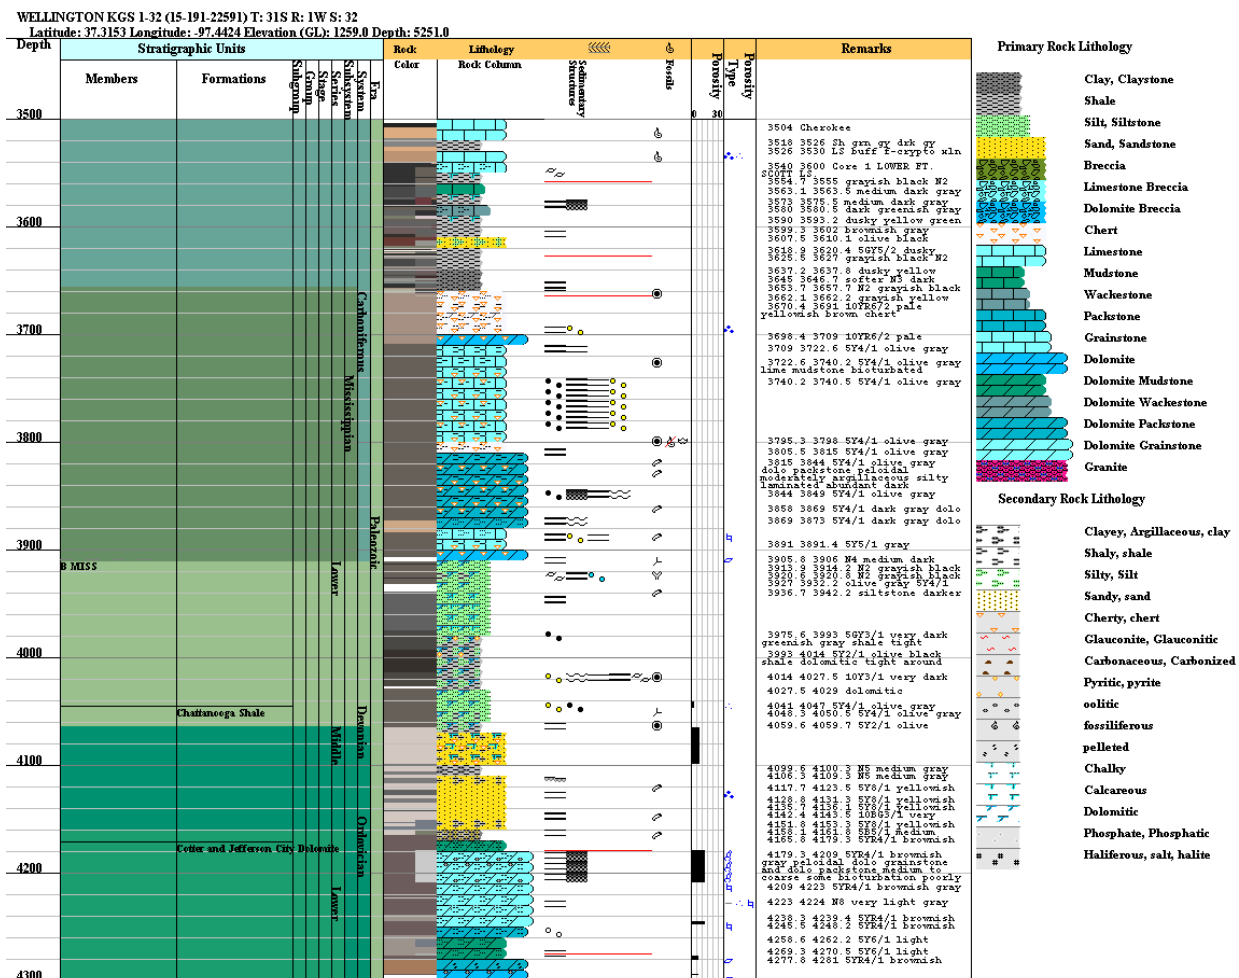 WELLINGTON KGS 1-32 (15-191-22591) T: 31S R: 1W S: 32
Latitude: 37.3153 Longitude: -97.4424 Elevation (GL): 1259.0 Depth: 5251.0
Depth
Stratigraphic Units
Members
Formations
Subgroup
Group
Stage
Series
Subsystem
System
Era
Rock
Color
Lithology
Rock Column
Sedimentary
Structures
Fossils
Porosity
0 30
Type
Porosity
Remarks
3500
3600
3700
3800
3900
4000
4100
4200
4300
B MISS
Chattanooga Shale
Cotter and Jefferson City Dolomite
Carboniferous
Mississippian
Paleozoic
Lower
Devonian
Middle
Ordovician
Lower
3504 Cherokee
3518 3526 Sh grn gy drk gy
3526 3530 LS buff f-crypto xln
3540 3600 Core 1 LOWER FT.
SCOTT LS.
3554.7 3555 grayish black N2
3563.1 3563.5 medium dark gray
3573 3575.5 medium dark gray
3580 3580.5 dark greenish gray
3590 3593.2 dusky yellow green
3599.3 3602 brownish gray
3607.5 3610.1 olive black
3618.9 3620.4 5GY5/2 dusky
3625.5 3627 grayish black N2
3637.2 3637.8 dusky yellow
3645 3646.7 softer N3 dark
3653.7 3657.7 N2 grayish black
3662.1 3662.2 grayish yellow
3670.4 3691 10YR6/2 pale
yellowish brown chert
3698.4 3709 10YR6/2 pale
3709 3722.6 5Y4/1 olive gray
3722.6 3740.2 5Y4/1 olive gray
lime mudstone bioturbated
3740.2 3740.5 5Y4/1 olive gray
3795.3 3798 5Y4/1 olive gray
3805.5 3815 5Y4/1 olive gray
3815 3844 5Y4/1 olive gray
dolo packstone peloidal
moderately argillaceous silty
laminated abundant dark
3844 3849 5Y4/1 olive gray
3858 3869 5Y4/1 dark gray dolo
3869 3873 5Y4/1 dark gray dolo
3891 3891.4 5Y5/1 gray
3905.8 3906 N4 medium dark
3913.9 3914.2 N2 grayish black
3920.6 3920.8 N2 grayish black
3927 3932.2 olive gray 5Y4/1
3936.7 3942.2 siltstone darker
3975.6 3993 5GY3/1 very dark
greenish gray shale tight
3993 4014 5Y2/1 olive black
shale dolomitic tight around
4014 4027.5 10Y3/1 very dark
4027.5 4029 dolomitic
4041 4047 5Y4/1 olive gray
4048.3 4050.5 5Y4/1 olive gray
4059.6 4059.7 5Y2/1 olive
4099.6 4100.3 N5 medium gray
4106.3 4109.3 N5 medium gray
4117.7 4123.5 5Y8/1 yellowish
4128.8 4131.3 5Y8/1 yellowish
4135.7 4136.1 5Y8/1 yellowish
4142.4 4143.5 10BG3/1 very
4151.8 4153.3 5Y8/1 yellowish
4158.1 4161.8 5B5/1 medium
4165.8 4179.3 5YR4/1 brownish
4179.3 4209 5YR4/1 brownish
gray peloidal dolo grainstone
and dolo packstone medium to
coarse some bioturbation poorly
4209 4223 5YR4/1 brownish gray
4223 4224 N8 very light gray
4238.3 4239.4 5YR4/1 brownish
4245.5 4248.2 5YR4/1 brownish
4258.6 4262.2 5Y6/1 light
4269.3 4270.5 5Y6/1 light
4277.8 4281 5YR4/1 brownish
Primary Rock Lithology
Clay, Claystone
Shale
Silt, Siltstone
Sand, Sandstone
Breccia
Limestone Breccia
Dolomite Breccia
Chert
Limestone
Mudstone
Wackestone
Packstone
Grainstone
Dolomite
Dolomite Mudstone
Dolomite Wackestone
Dolomite Packstone
Dolomite Grainstone
Granite
Secondary Rock Lithology
Clayey, Argillaceous, clay
Shaly, shale
Silty, Silt
Sandy, sand
Cherty, chert
Glauconite, Glauconitic
Carbonaceous, Carbonized
Pyritic, pyrite
oolitic
fossiliferous
pelleted
Chalky
Calcareous
Dolomitic
Phosphate, Phosphatic
Haliferous, salt, halite